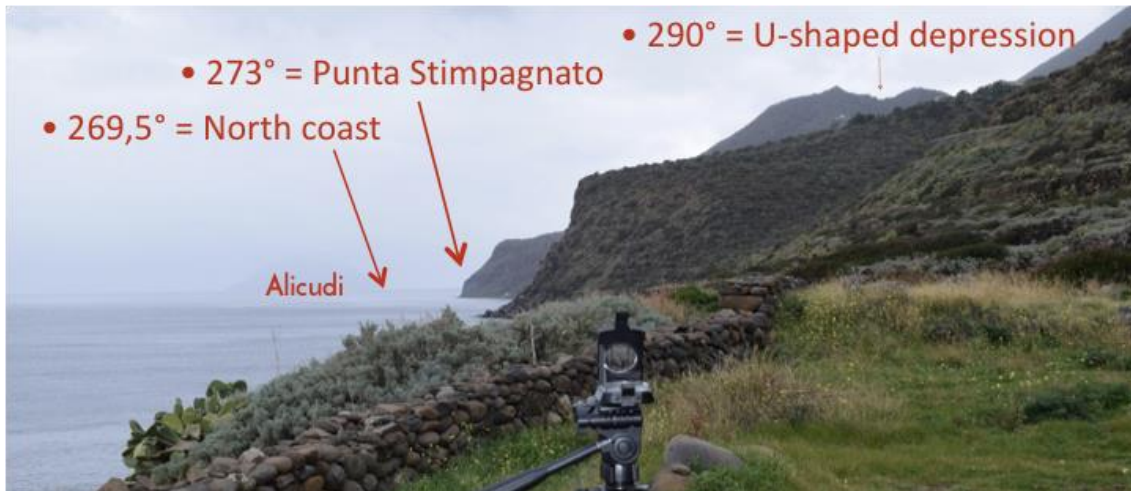 • 290° = U-shaped depression
• 273° = Punta Stimpagnato
• 269,5° = North coast
Alicudi